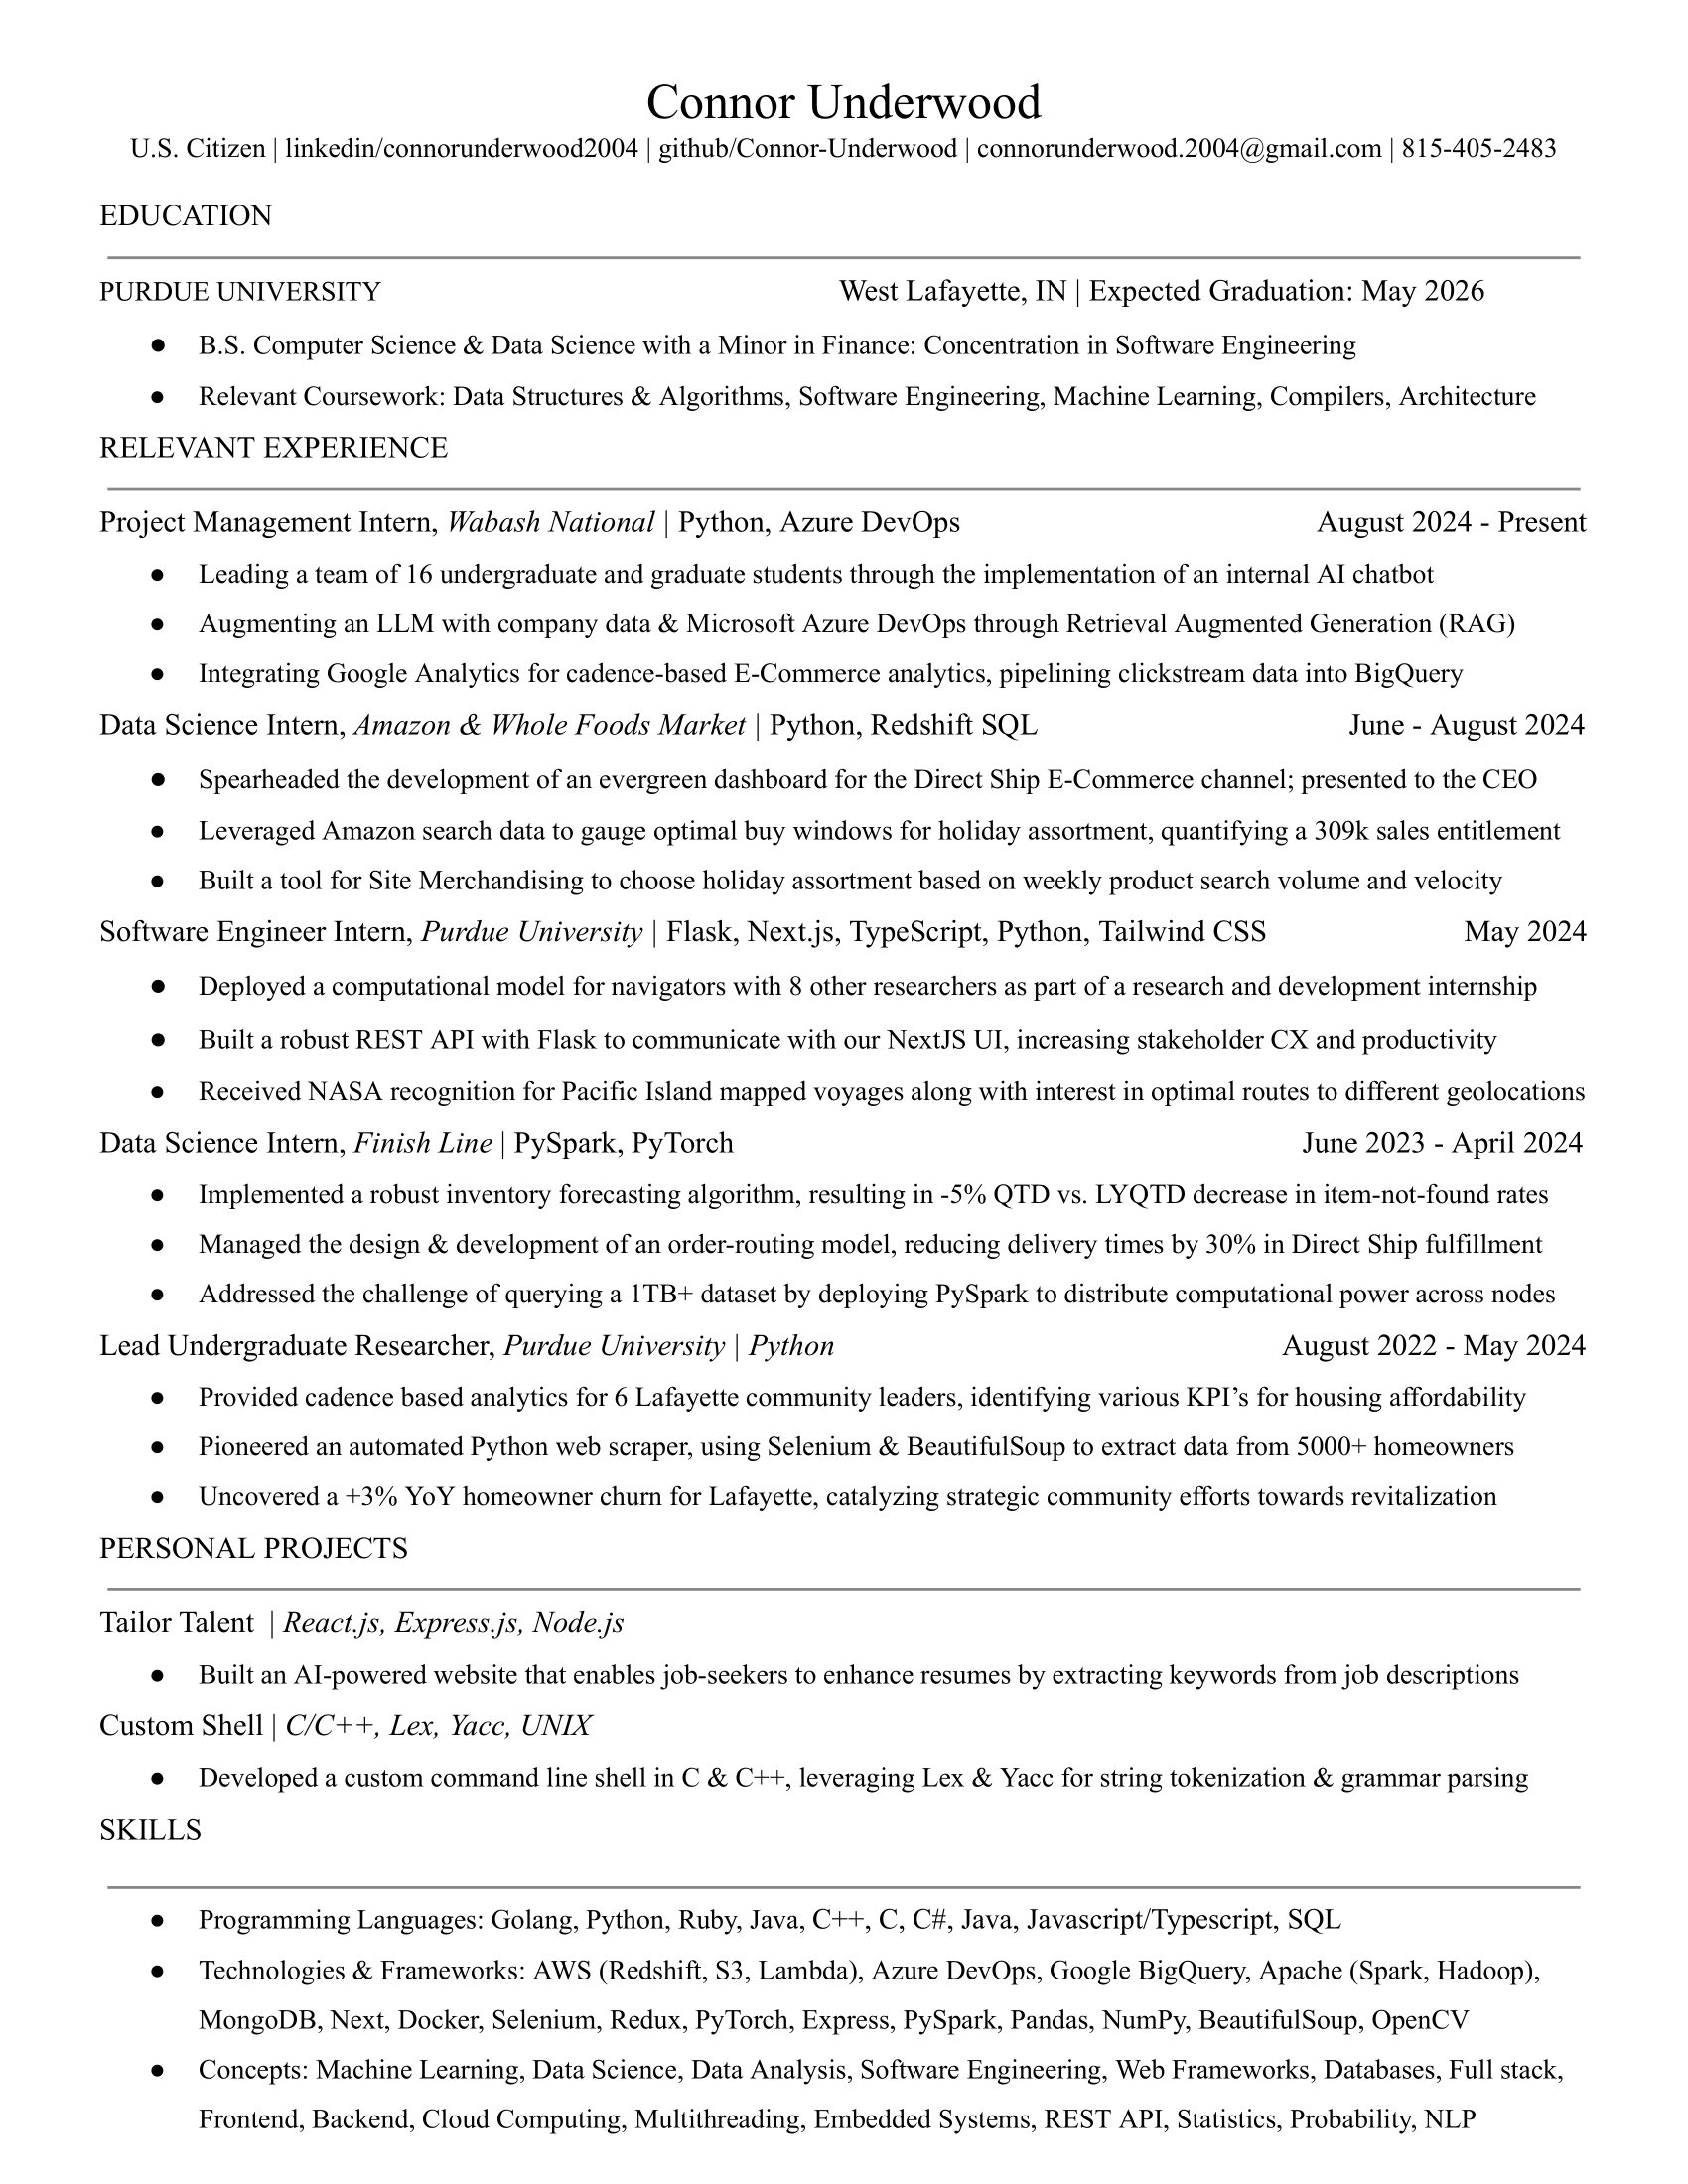 Connor Underwood
U.S. Citizen | linkedin/connorunderwood2004 | github/Connor-Underwood | connorunderwood.2004@gmail.com | 815-405-2483
EDUCATION
PURDUE UNIVERSITY West Lafayette, IN | Expected Graduation: May 2026
● B.S. Computer Science & Data Science with a Minor in Finance: Concentration in Software Engineering
● Relevant Coursework: Data Structures & Algorithms, Software Engineering, Machine Learning, Compilers, Architecture
RELEVANT EXPERIENCE
Project Management Intern, Wabash National | Python, Azure DevOps August 2024 - Present
● Leading a team of 16 undergraduate and graduate students through the implementation of an internal AI chatbot
● Augmenting an LLM with company data & Microsoft Azure DevOps through Retrieval Augmented Generation (RAG)
● Integrating Google Analytics for cadence-based E-Commerce analytics, pipelining clickstream data into BigQuery
Data Science Intern, Amazon & Whole Foods Market | Python, Redshift SQL June - August 2024
● Spearheaded the development of an evergreen dashboard for the Direct Ship E-Commerce channel; presented to the CEO
● Leveraged Amazon search data to gauge optimal buy windows for holiday assortment, quantifying a 309k sales entitlement
● Built a tool for Site Merchandising to choose holiday assortment based on weekly product search volume and velocity
Software Engineer Intern, Purdue University | Flask, Next.js, TypeScript, Python, Tailwind CSS May 2024
● Deployed a computational model for navigators with 8 other researchers as part of a research and development internship
● Built a robust REST API with Flask to communicate with our NextJS UI, increasing stakeholder CX and productivity
● Received NASA recognition for Pacific Island mapped voyages along with interest in optimal routes to different geolocations
Data Science Intern, Finish Line | PySpark, PyTorch June 2023 - April 2024
● Implemented a robust inventory forecasting algorithm, resulting in -5% QTD vs. LYQTD decrease in item-not-found rates
● Managed the design & development of an order-routing model, reducing delivery times by 30% in Direct Ship fulfillment
● Addressed the challenge of querying a 1TB+ dataset by deploying PySpark to distribute computational power across nodes
Lead Undergraduate Researcher, Purdue University | Python August 2022 - May 2024
● Provided cadence based analytics for 6 Lafayette community leaders, identifying various KPI’s for housing affordability
● Pioneered an automated Python web scraper, using Selenium & BeautifulSoup to extract data from 5000+ homeowners
● Uncovered a +3% YoY homeowner churn for Lafayette, catalyzing strategic community efforts towards revitalization
PERSONAL PROJECTS
Tailor Talent | React.js, Express.js, Node.js
● Built an AI-powered website that enables job-seekers to enhance resumes by extracting keywords from job descriptions
Custom Shell | C/C++, Lex, Yacc, UNIX
● Developed a custom command line shell in C & C++, leveraging Lex & Yacc for string tokenization & grammar parsing
SKILLS
● Programming Languages: Golang, Python, Ruby, Java, C++, C, C#, Java, Javascript/Typescript, SQL
● Technologies & Frameworks: AWS (Redshift, S3, Lambda), Azure DevOps, Google BigQuery, Apache (Spark, Hadoop),
MongoDB, Next, Docker, Selenium, Redux, PyTorch, Express, PySpark, Pandas, NumPy, BeautifulSoup, OpenCV
● Concepts: Machine Learning, Data Science, Data Analysis, Software Engineering, Web Frameworks, Databases, Full stack,
Frontend, Backend, Cloud Computing, Multithreading, Embedded Systems, REST API, Statistics, Probability, NLP